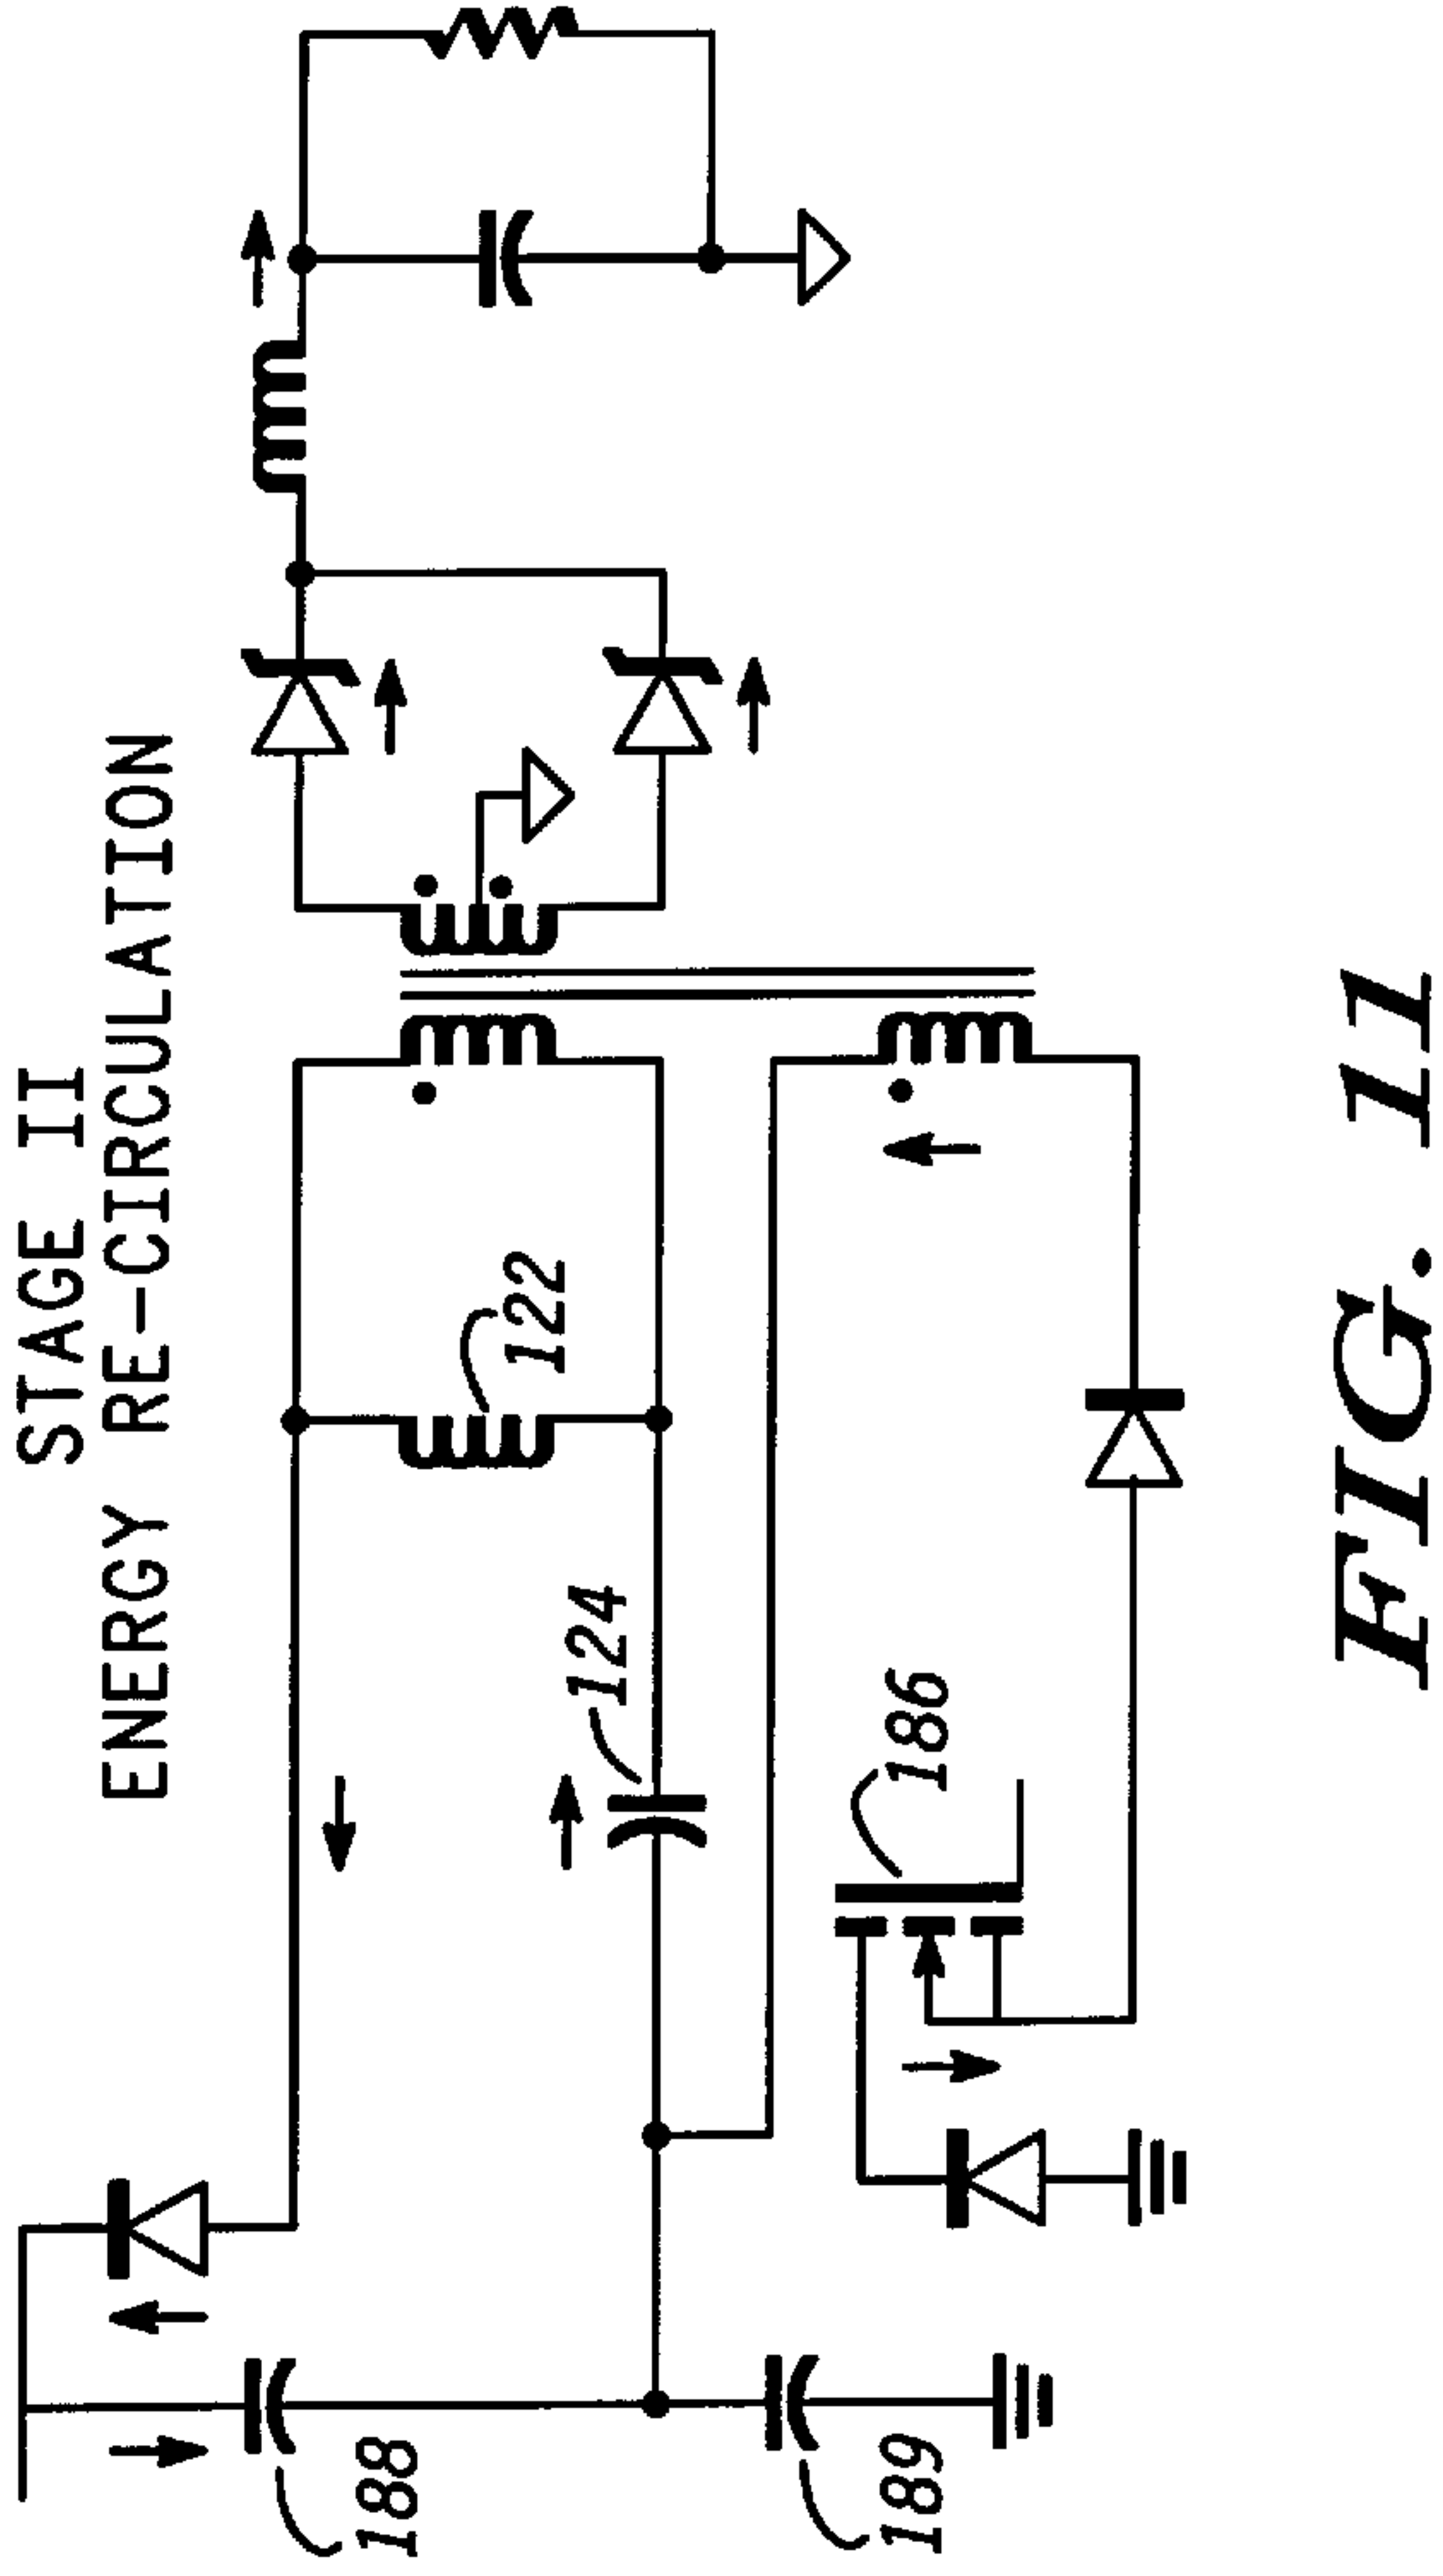 STAGE II
ENERGY RE-CIRCULATION
122
124
186
188
189
FIG. 11